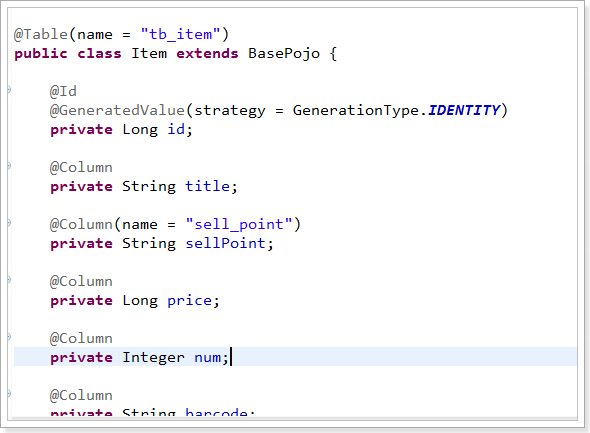 @Table(name = "tb_item")
public class Item extends BasePojo {
@Id
@GeneratedValue(strategy = GenerationType.IDENTITY)
private Long id;
@Column
private String title;
@Column(name = "sell_point")
private String sellPoint;
@Column
private Long price;
@Column
private Integer num;
@Column
private String barcode;